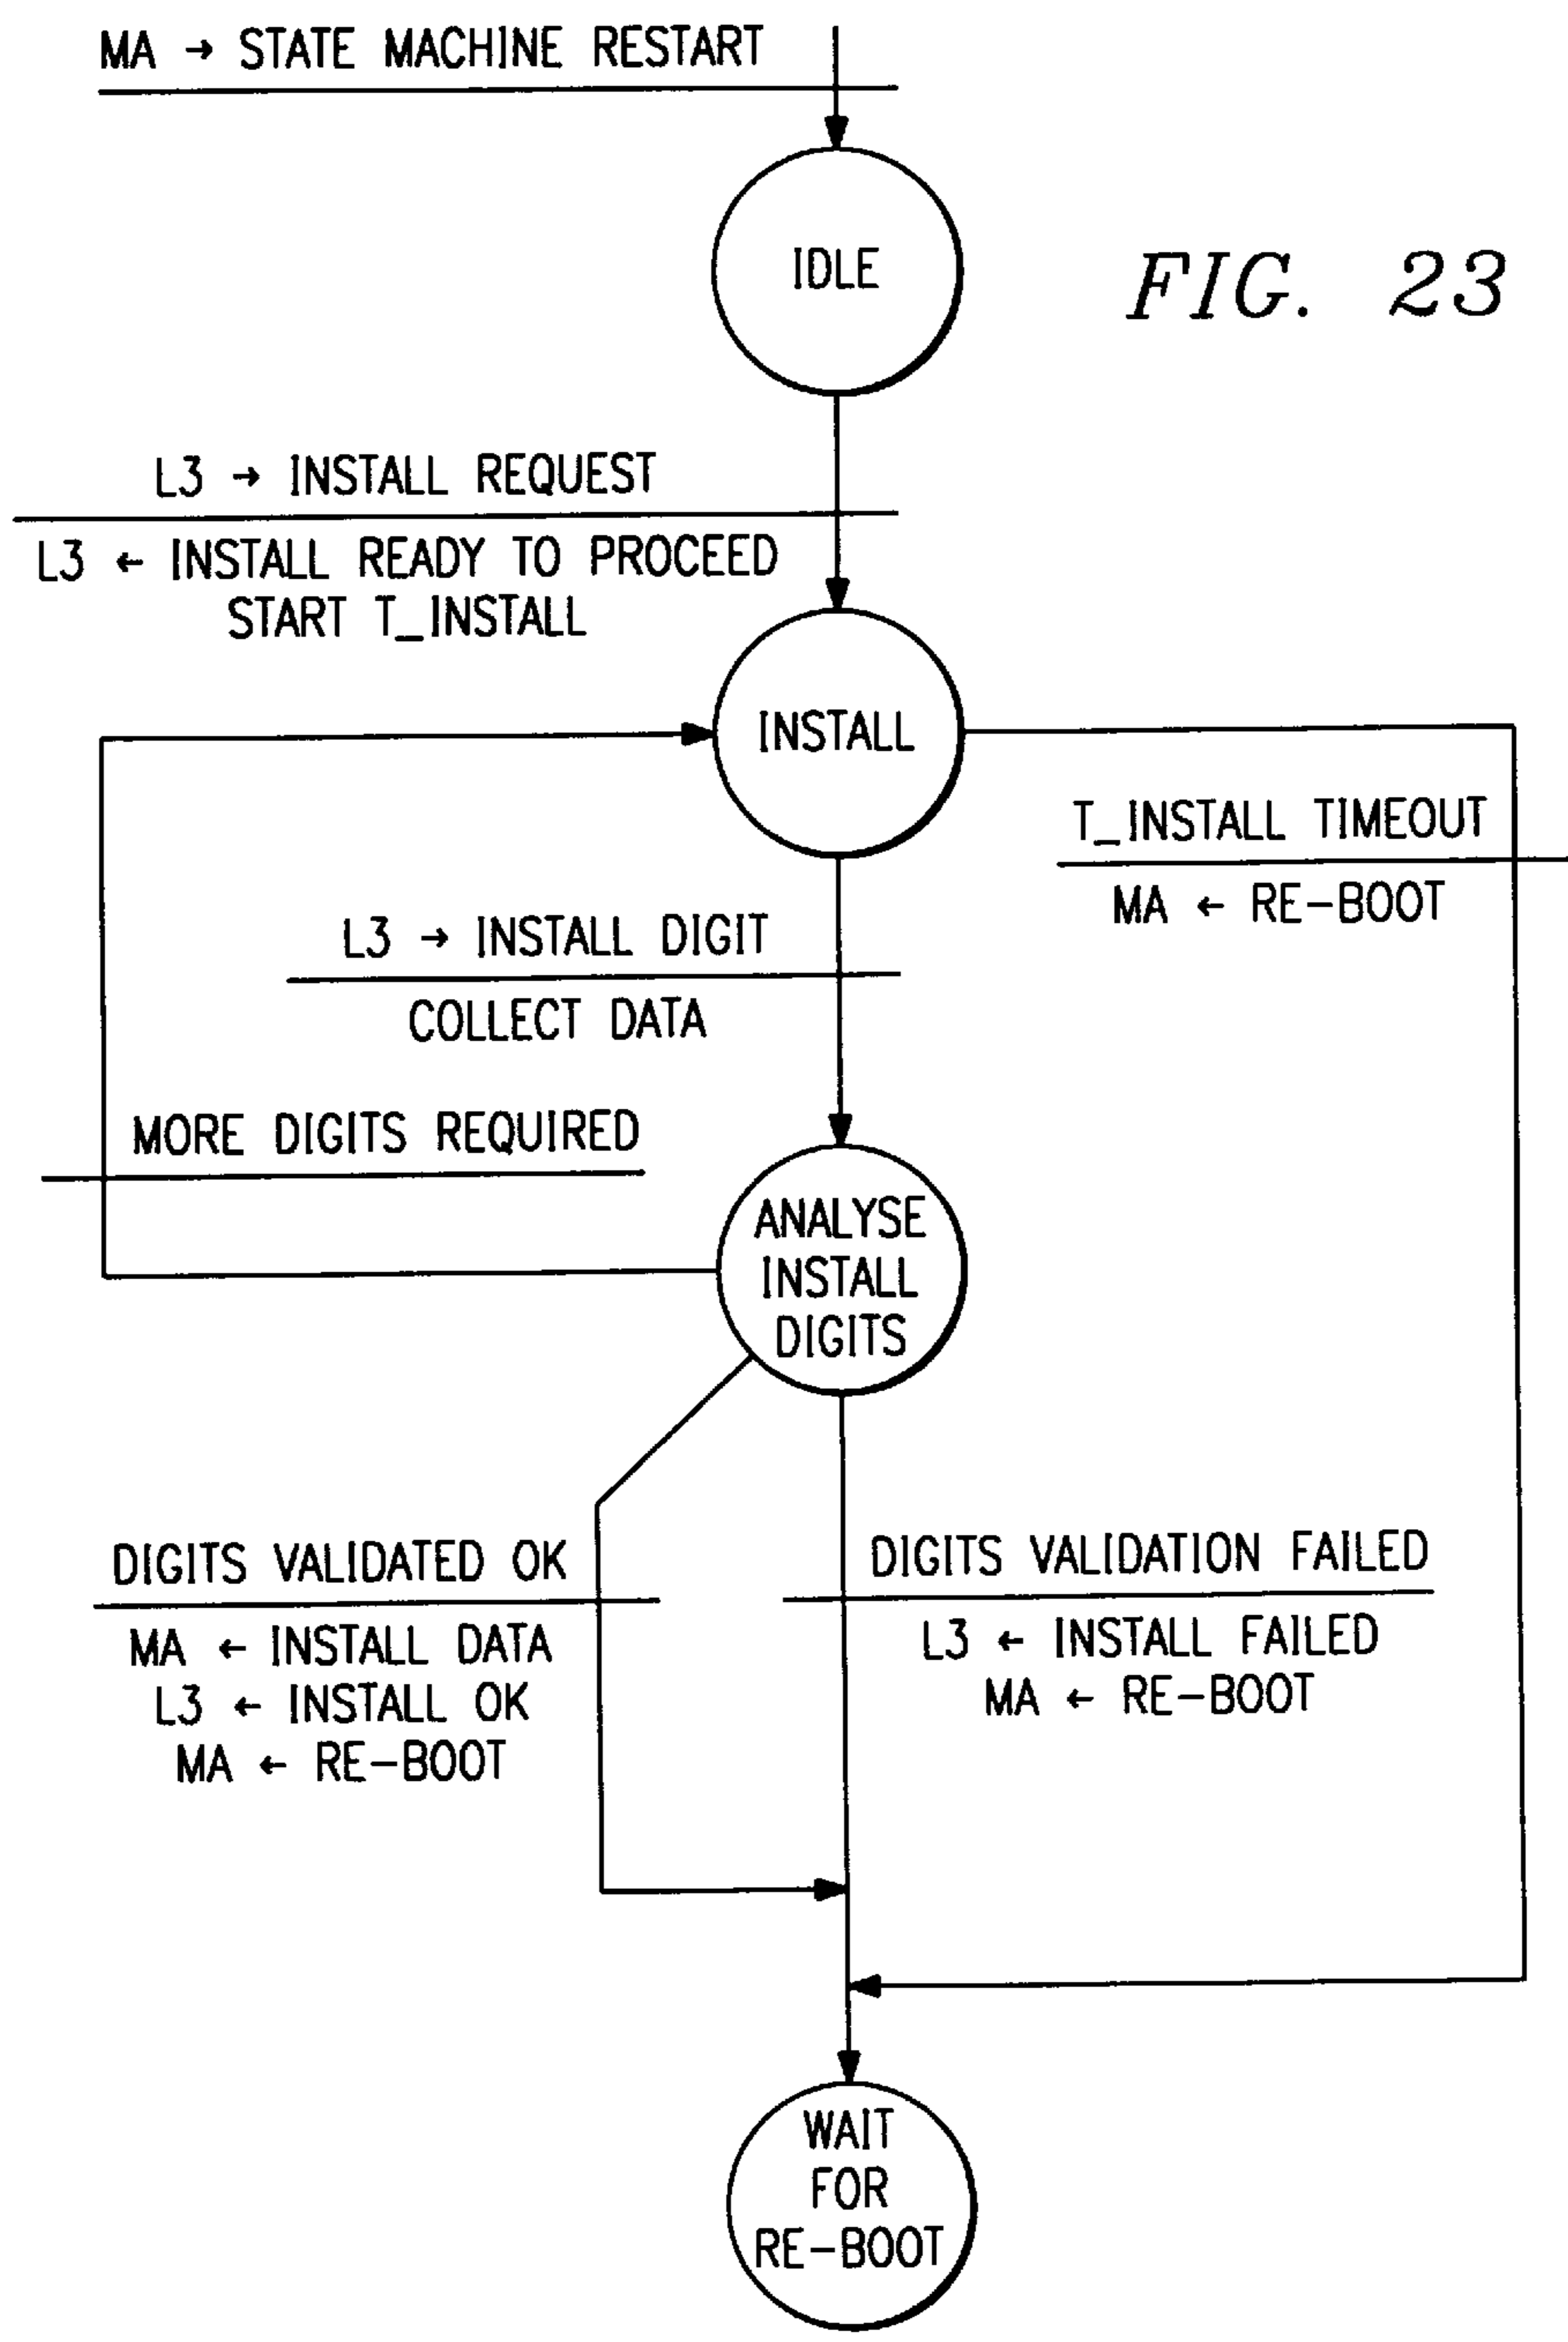 MA → STATE MACHINE RESTART
IDLE
FIG. 23
L3 → INSTALL REQUEST
L3 ← INSTALL READY TO PROCEED
START T_INSTALL
INSTALL
T_INSTALL TIMEOUT
MA ← RE-BOOT
L3 → INSTALL DIGIT
COLLECT DATA
MORE DIGITS REQUIRED
ANALYSE
INSTALL
DIGITS
DIGITS VALIDATED OK
MA ← INSTALL DATA
L3 ← INSTALL OK
MA ← RE-BOOT
DIGITS VALIDATION FAILED
L3 ← INSTALL FAILED
MA ← RE-BOOT
WAIT
FOR
RE-BOOT